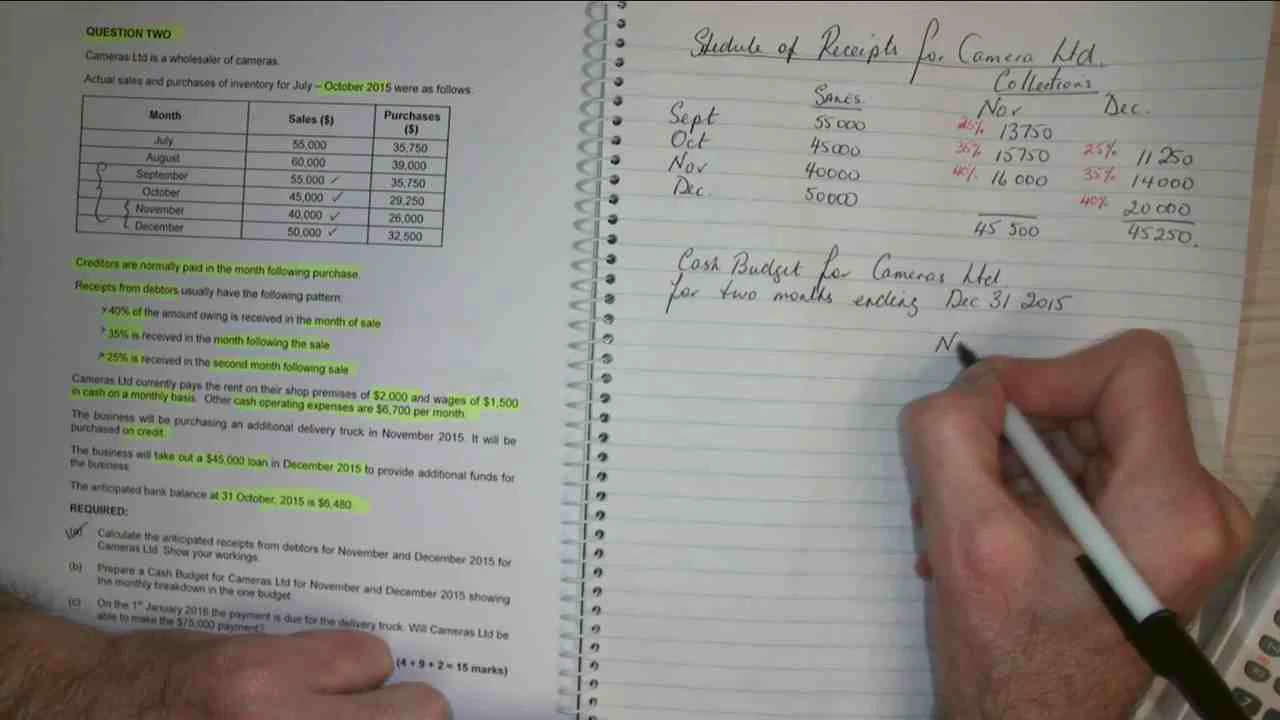 QUESTION TWO
Cameras Ltd is a wholesaler of cameras.
Actual sales and purchases of inventory for July – October 2015 were as follows:
Month Sales ($) Purchases ($)
July 55,000 35,750
August 60,000 39,000
September 55,000 ✓ 35,750
October 45,000 ✓ 29,250
November 40,000 ✓ 26,000
December 50,000 ✓ 32,500
Creditors are normally paid in the month following purchase.
Receipts from debtors usually have the following pattern:
40% of the amount owing is received in the month of sale
35% is received in the month following the sale
25% is received in the second month following sale
Cameras Ltd currently pays the rent on their shop premises of $2,000 and wages of $1,500
in cash on a monthly basis. Other cash operating expenses are $6,700 per month.
The business will be purchasing an additional delivery truck in November 2015. It will be
purchased on credit.
The business will take out a $45,000 loan in December 2015 to provide additional funds for
the business.
The anticipated bank balance at 31 October, 2015 is $6,480
REQUIRED:
(a) Calculate the anticipated receipts from debtors for November and December 2015 for
Cameras Ltd. Show your workings.
(b) Prepare a Cash Budget for Cameras Ltd for November and December 2015 showing
the monthly breakdown in the one budget.
(c) On the 1st January 2016 the payment is due for the delivery truck. Will Cameras Ltd be
able to make the $75,000 payment?
(4 + 9 + 2 = 15 marks)
Shedule of Receipts for Camera Ltd.
Collections
SALES. Nov Dec.
Sept 55000 25% 13750
Oct 45000 35% 15750 25% 11250
Nov 40000 40% 16000 35% 14000
Dec. 50000 40% 20000
45 500 45250.
Cash Budget for Cameras Ltd
for two months ending Dec 31 2015
N